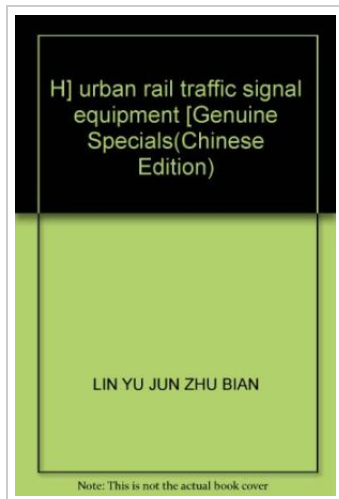 H] urban rail traffic signal
equipment [Genuine
Specials(Chinese
Edition)
LIN YU JUN ZHU BIAN
Note: This is not the actual book cover